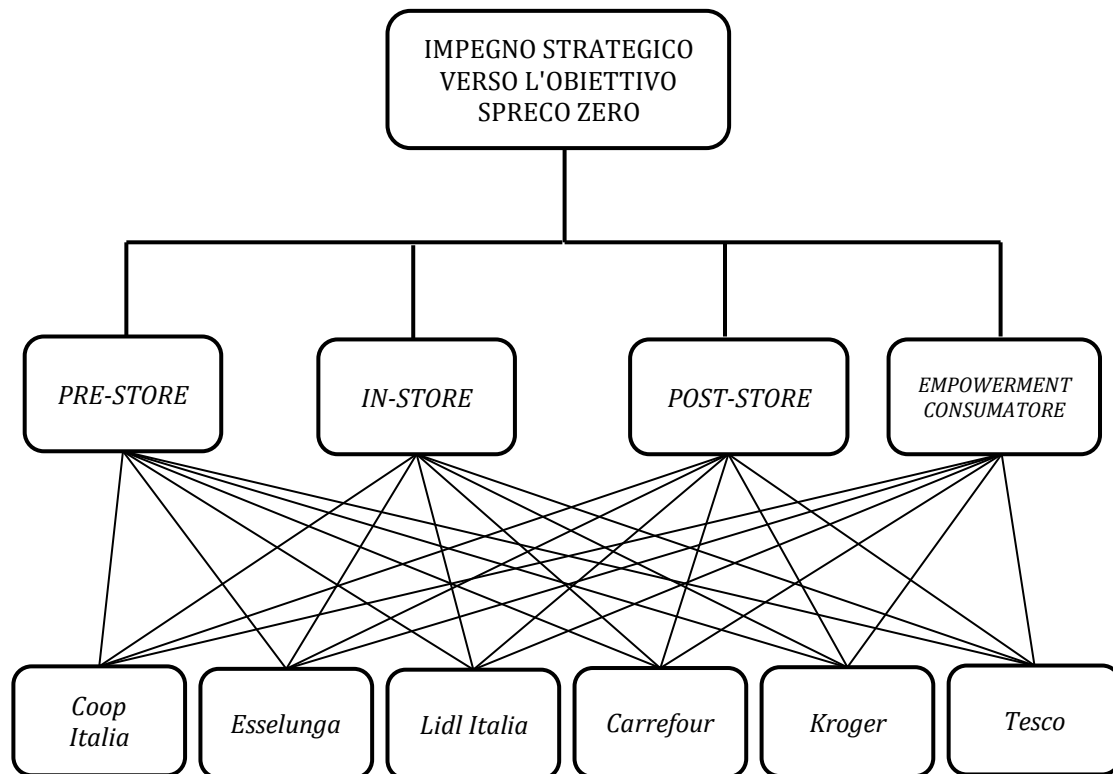 IMPEGNO STRATEGICO
VERSO L'OBIETTIVO
SPRECO ZERO
PRE-STORE
IN-STORE
POST-STORE
EMPOWERMENT
CONSUMATORE
Coop
Italia
Esselunga
Lidl Italia
Carrefour
Kroger
Tesco